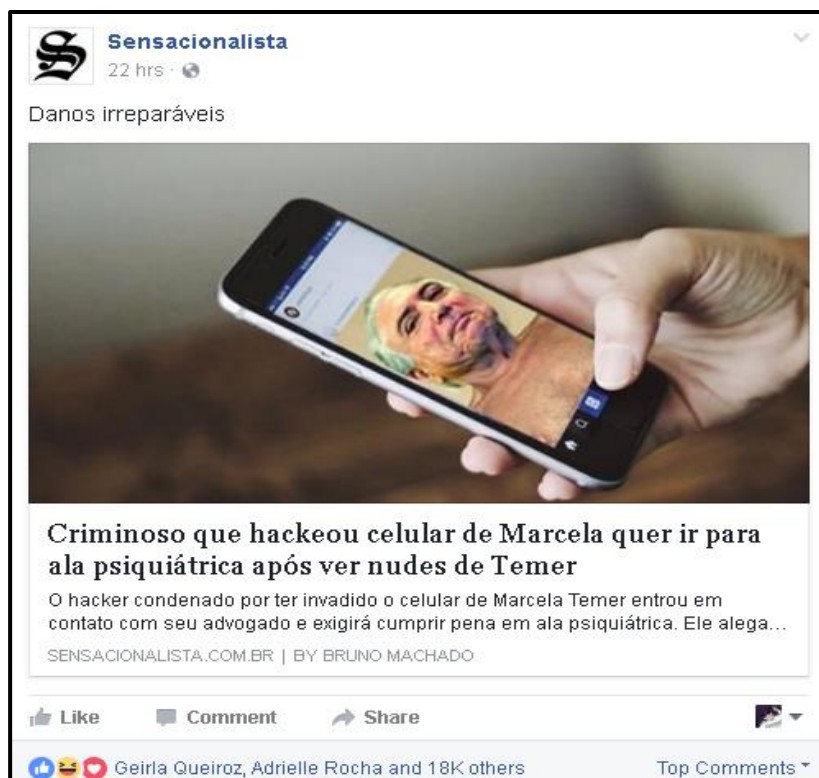 Sensacionalista
22 hrs ·
Danos irreparáveis
Criminoso que hackeou celular de Marcela quer ir para
ala psiquiátrica após ver nudes de Temer
O hacker condenado por ter invadido o celular de Marcela Temer entrou em
contato com seu advogado e exigirá cumprir pena em ala psiquiátrica. Ele alega...
SENSACIONALISTA.COM.BR | BY BRUNO MACHADO
Like Comment Share
Geirla Queiroz, Adrielle Rocha and 18K others Top Comments